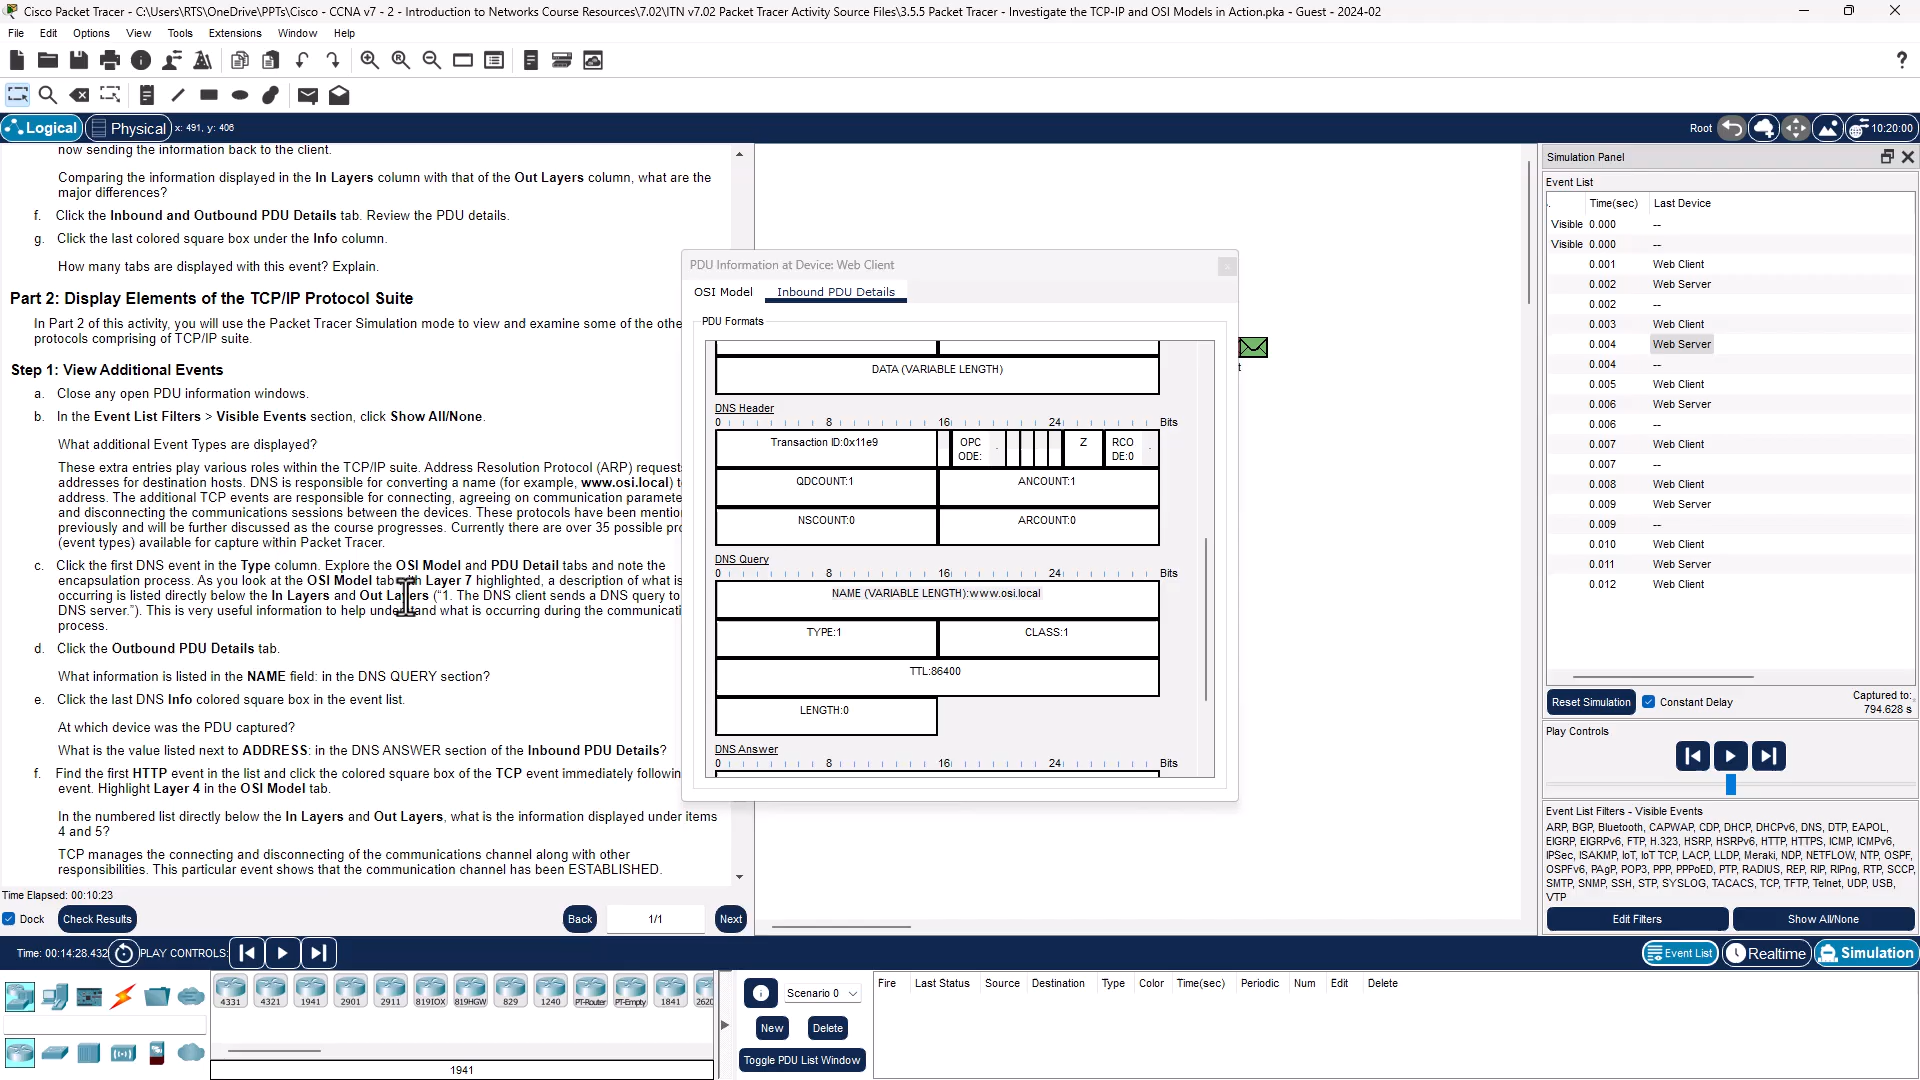 Cisco Packet Tracer - C:\Users\RTS\OneDrive\PPTs\Cisco - CCNA v7 - 2 - Introduction to Networks Course Resources\7.02\ITN v7.02 Packet Tracer Activity Source Files\3.5.5 Packet Tracer - Investigate the TCP-IP and OSI Models in Action.pka - Guest - 2024-02
File Edit Options View Tools Extensions Window Help
Logical Physical x: 491, y: 406 Root 10:20:00
now sending the information back to the client.
Comparing the information displayed in the In Layers column with that of the Out Layers column, what are the
major differences?
f. Click the Inbound and Outbound PDU Details tab. Review the PDU details.
g. Click the last colored square box under the Info column.
How many tabs are displayed with this event? Explain.
Part 2: Display Elements of the TCP/IP Protocol Suite
In Part 2 of this activity, you will use the Packet Tracer Simulation mode to view and examine some of the othe
protocols comprising of TCP/IP suite.
Step 1: View Additional Events
a. Close any open PDU information windows.
b. In the Event List Filters > Visible Events section, click Show All/None.
What additional Event Types are displayed?
These extra entries play various roles within the TCP/IP suite. Address Resolution Protocol (ARP) request
addresses for destination hosts. DNS is responsible for converting a name (for example, www.osi.local) t
address. The additional TCP events are responsible for connecting, agreeing on communication paramete
and disconnecting the communications sessions between the devices. These protocols have been mentio
previously and will be further discussed as the course progresses. Currently there are over 35 possible pr
(event types) available for capture within Packet Tracer.
c. Click the first DNS event in the Type column. Explore the OSI Model and PDU Detail tabs and note the
encapsulation process. As you look at the OSI Model tab h Layer 7 highlighted, a description of what is
occurring is listed directly below the In Layers and Out La ers (“1. The DNS client sends a DNS query to
DNS server.”). This is very useful information to help unde tand what is occurring during the communicati
process.
d. Click the Outbound PDU Details tab.
What information is listed in the NAME field: in the DNS QUERY section?
e. Click the last DNS Info colored square box in the event list.
At which device was the PDU captured?
What is the value listed next to ADDRESS: in the DNS ANSWER section of the Inbound PDU Details?
f. Find the first HTTP event in the list and click the colored square box of the TCP event immediately followin
event. Highlight Layer 4 in the OSI Model tab.
In the numbered list directly below the In Layers and Out Layers, what is the information displayed under items
4 and 5?
TCP manages the connecting and disconnecting of the communications channel along with other
responsibilities. This particular event shows that the communication channel has been ESTABLISHED.
Time Elapsed: 00:10:23
Dock Check Results Back 1/1 Next
PDU Information at Device: Web Client
OSI Model Inbound PDU Details
PDU Formats
DATA (VARIABLE LENGTH)
DNS Header
0 8 16 24 Bits
Transaction ID:0x11e9 OPC Z RCO
ODE: DE:0
QDCOUNT:1 ANCOUNT:1
NSCOUNT:0 ARCOUNT:0
DNS Query
0 8 16 24 Bits
NAME (VARIABLE LENGTH):www.osi.local
TYPE:1 CLASS:1
TTL:86400
LENGTH:0
DNS Answer
0 8 16 24 Bits
t
Simulation Panel
Event List
. Time(sec) Last Device
Visible 0.000 --
Visible 0.000 --
0.001 Web Client
0.002 Web Server
0.002 --
0.003 Web Client
0.004 Web Server
0.004 --
0.005 Web Client
0.006 Web Server
0.006 --
0.007 Web Client
0.007 --
0.008 Web Client
0.009 Web Server
0.009 --
0.010 Web Client
0.011 Web Server
0.012 Web Client
Reset Simulation Constant Delay Captured to:
794.628 s
Play Controls
Event List Filters - Visible Events
ARP, BGP, Bluetooth, CAPWAP, CDP, DHCP, DHCPv6, DNS, DTP, EAPOL,
EIGRP, EIGRPv6, FTP, H.323, HSRP, HSRPv6, HTTP, HTTPS, ICMP, ICMPv6,
IPSec, ISAKMP, IoT, IoT TCP, LACP, LLDP, Meraki, NDP, NETFLOW, NTP, OSPF,
OSPFv6, PAgP, POP3, PPP, PPPoED, PTP, RADIUS, REP, RIP, RIPng, RTP, SCCP,
SMTP, SNMP, SSH, STP, SYSLOG, TACACS, TCP, TFTP, Telnet, UDP, USB,
VTP
Edit Filters Show All/None
Time: 00:14:28.432 PLAY CONTROLS: Event List Realtime Simulation
4331 4321 1941 2901 2911 819IOX 819HGW 829 1240 PT-Router PT-Empty 1841 2620
1941
Scenario 0
New Delete
Toggle PDU List Window
Fire Last Status Source Destination Type Color Time(sec) Periodic Num Edit Delete